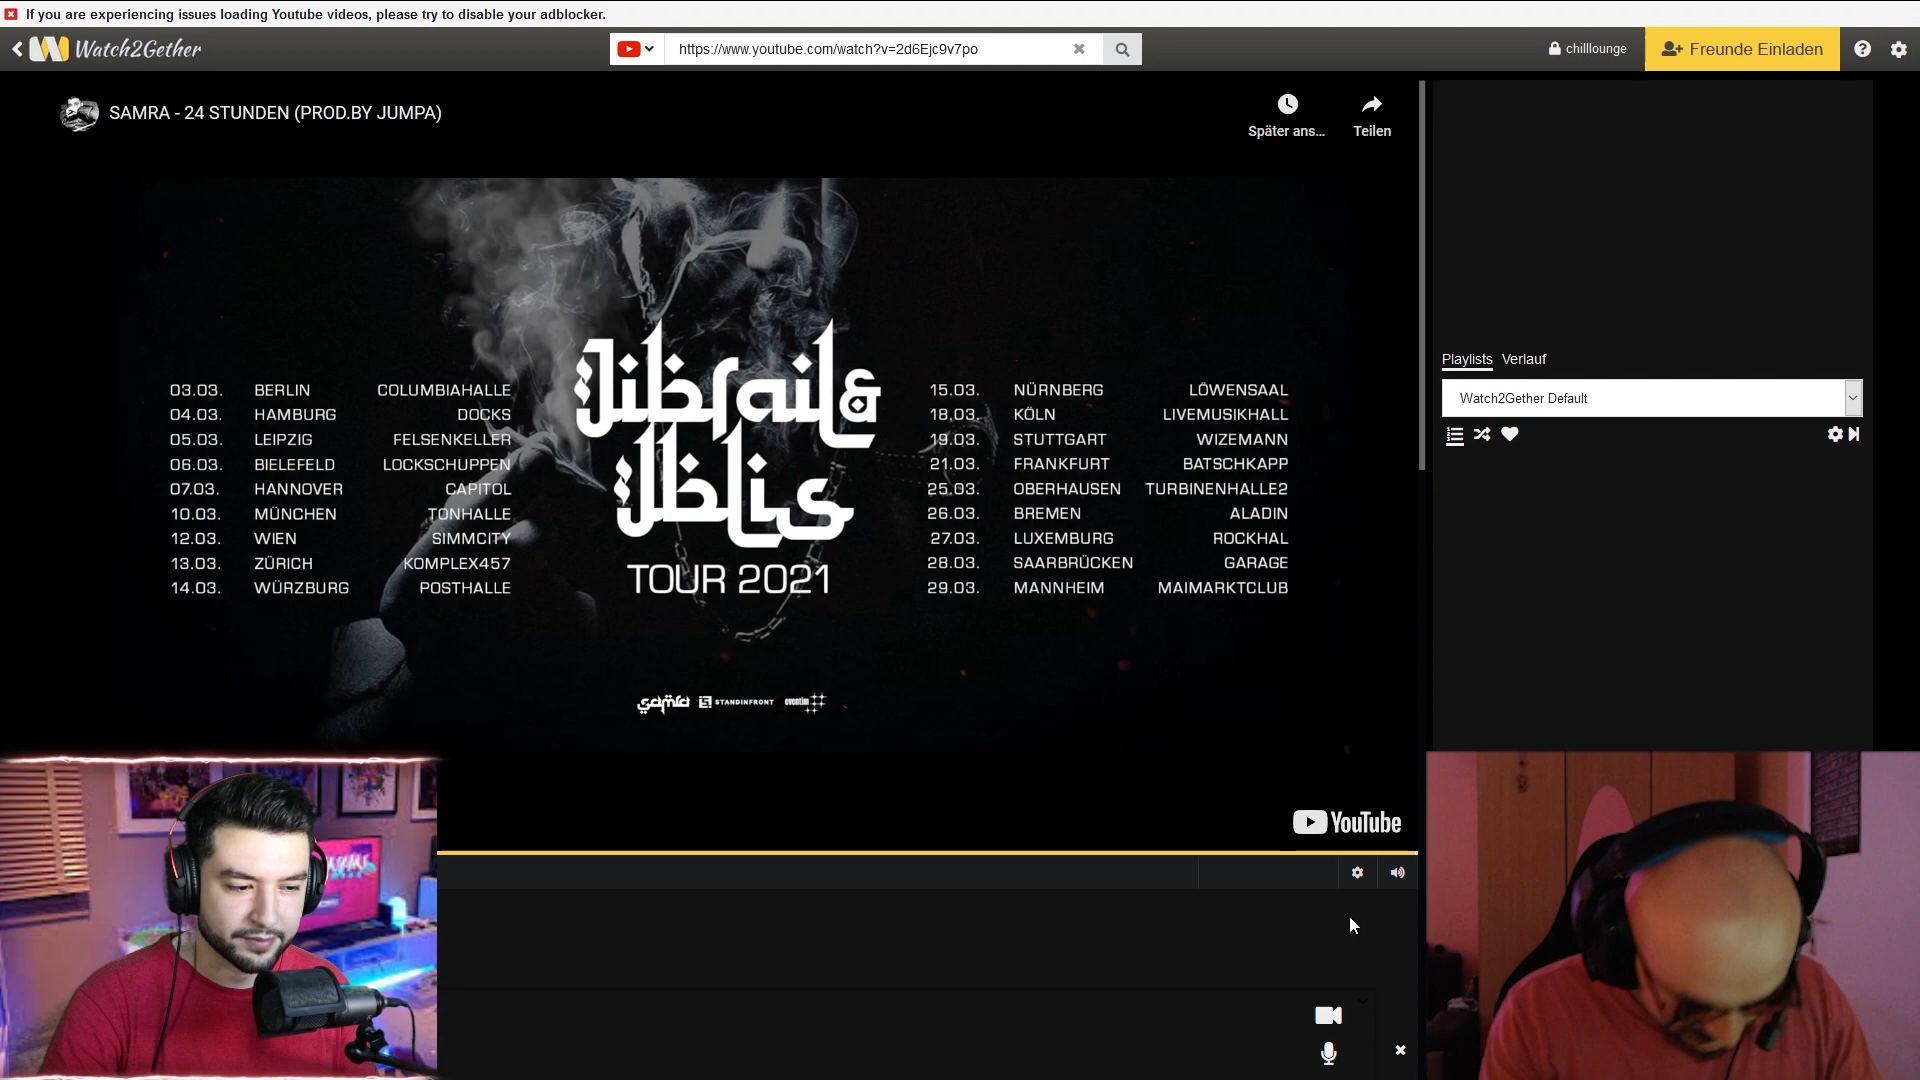 If you are experiencing issues loading Youtube videos, please try to disable your adblocker.
Watch2Gether
https://www.youtube.com/watch?v=2d6Ejc9v7po
chilllounge
Freunde Einladen
SAMRA - 24 STUNDEN (PROD.BY JUMPA)
Später ans...
Teilen
Jibrail &
Iblis
TOUR 2021
03.03. BERLIN COLUMBIAHALLE
04.03. HAMBURG DOCKS
05.03. LEIPZIG FELSENKELLER
06.03. BIELEFELD LOCKSCHUPPEN
07.03. HANNOVER CAPITOL
10.03. MÜNCHEN TONHALLE
12.03. WIEN SIMMCITY
13.03. ZÜRICH KOMPLEX457
14.03. WÜRZBURG POSTHALLE
15.03. NÜRNBERG LÖWENSAAL
18.03. KÖLN LIVEMUSIKHALL
19.03. STUTTGART WIZEMANN
21.03. FRANKFURT BATSCHKAPP
25.03. OBERHAUSEN TURBINENHALLE2
26.03. BREMEN ALADIN
27.03. LUXEMBURG ROCKHAL
28.03. SAARBRÜCKEN GARAGE
29.03. MANNHEIM MAIMARKTCLUB
samra STANDINFRONT eventim
YouTube
Playlists Verlauf
Watch2Gether Default